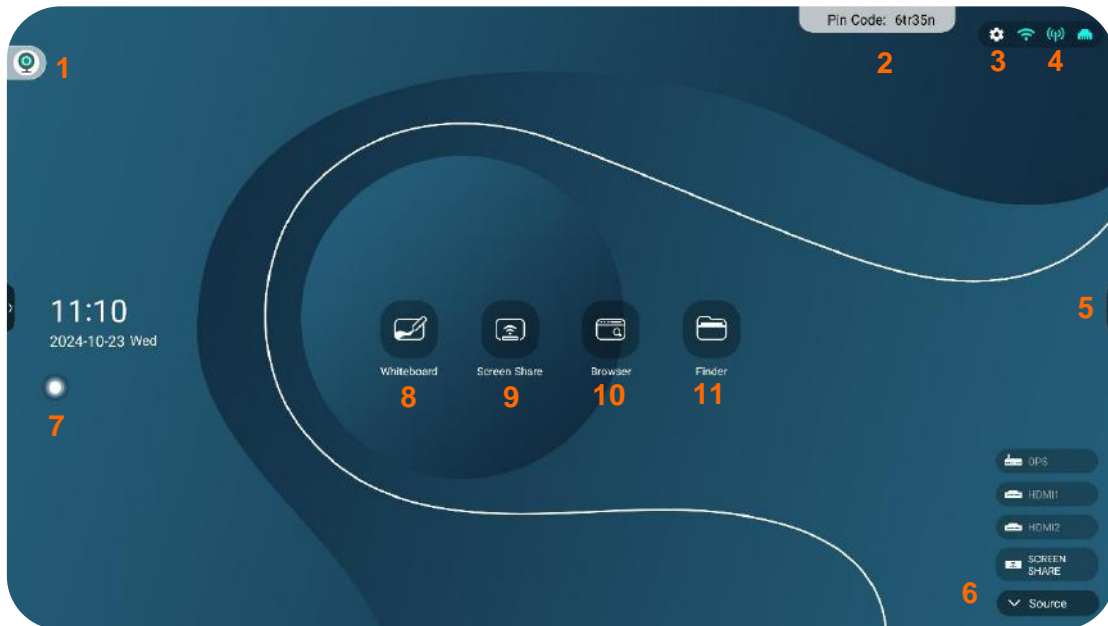 Pin Code: 6tr35n
1
2
3
4
11:10
2024-10-23 Wed
5
Whiteboard
Screen Share
Browser
Finder
7
8
9
10
11
OPS
HDMI1
HDMI2
SCREEN
SHARE
6
Source